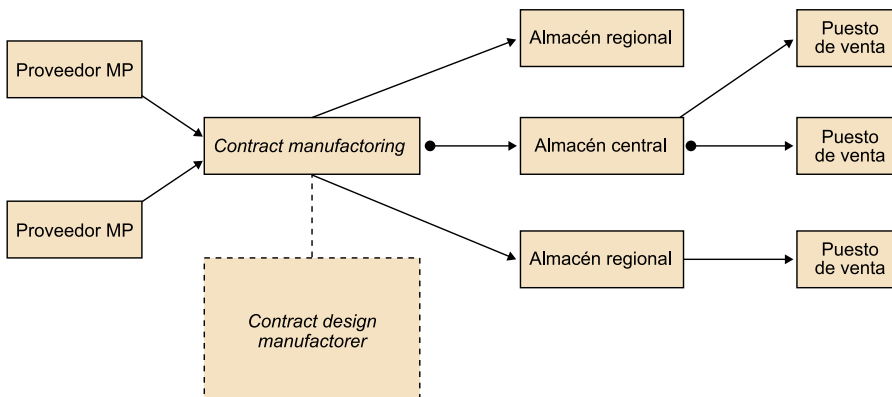 Proveedor MP
Proveedor MP
Contract manufactoring
Contract design
manufactorer
Almacén regional
Almacén central
Almacén regional
Puesto
de venta
Puesto
de venta
Puesto
de venta